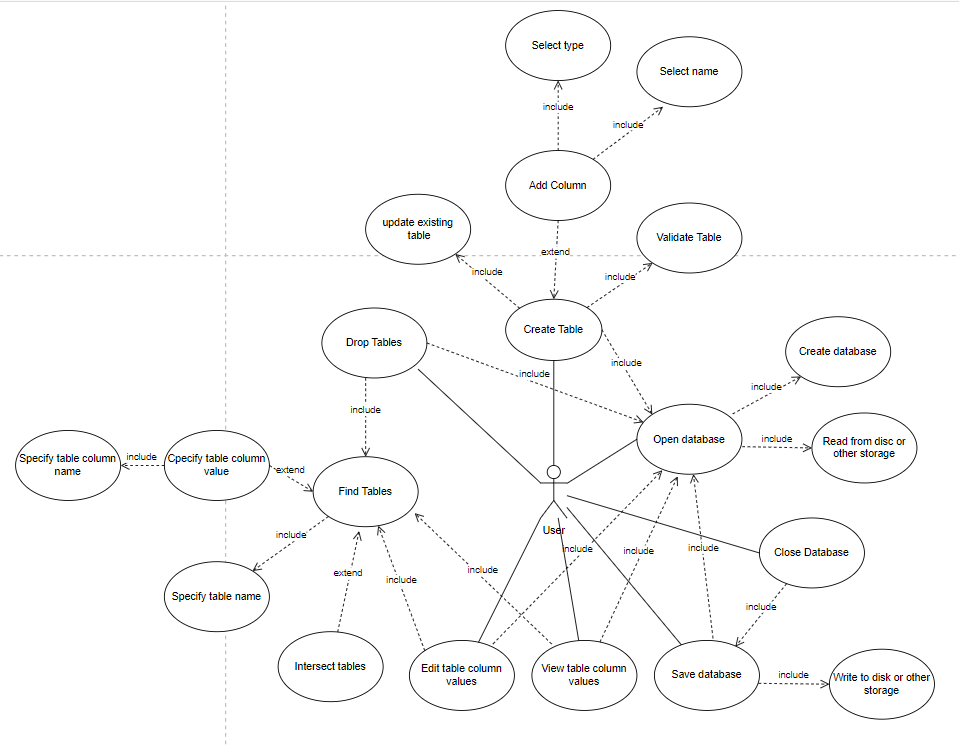 Select type
Select name
include
include
Add Column
update existing
table
Validate Table
extend
include
include
Create Table
Drop Tables
Create database
include
include
include
include
Open database
include
Read from disc or
other storage
Specify table column
name
include
Cpecify table column
value
extend
Find Tables
User
include
include
include
include
Close Database
extend
include
include
Specify table name
include
Intersect tables
Edit table column
values
View table column
values
Save database
include
Write to disk or other
storage